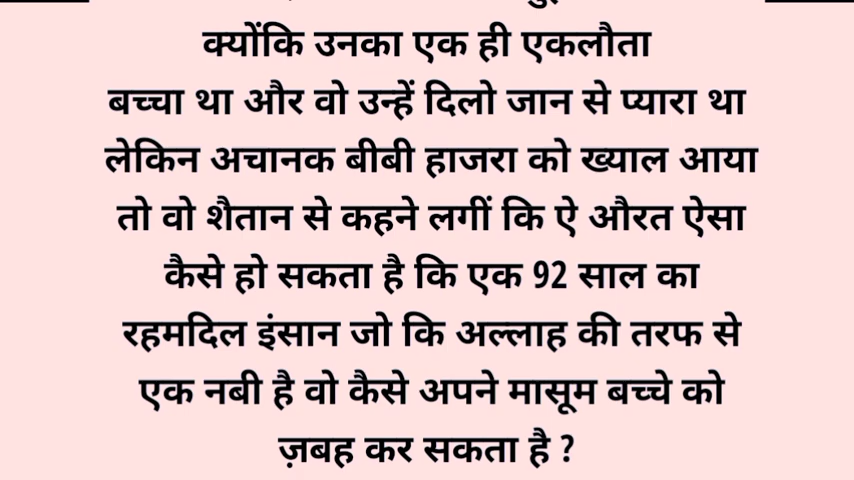 क्योंकि उनका एक ही एकलौता
बच्चा था और वो उन्हें दिलो जान से प्यारा था
लेकिन अचानक बीबी हाजरा को ख्याल आया
तो वो शैतान से कहने लगीं कि ऐ औरत ऐसा
कैसे हो सकता है कि एक 92 साल का
रहमदिल इंसान जो कि अल्लाह की तरफ से
एक नबी है वो कैसे अपने मासूम बच्चे को
ज़बह कर सकता है ?